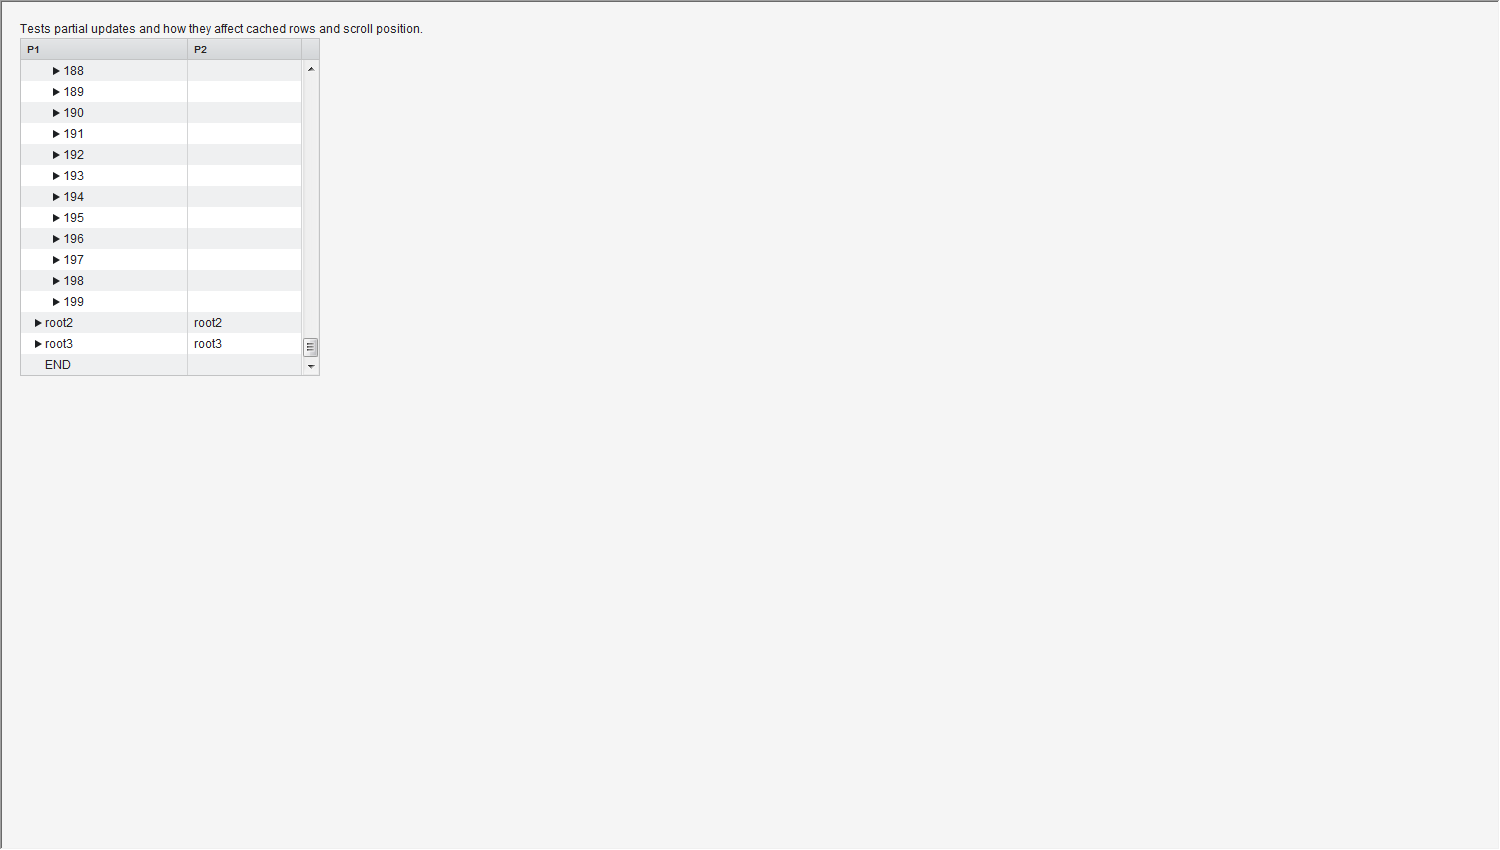 Tests partial updates and how they affect cached rows and scroll position.
P1 P2
188
189
190
191
192
193
194
195
196
197
198
199
root2 root2
root3 root3
END